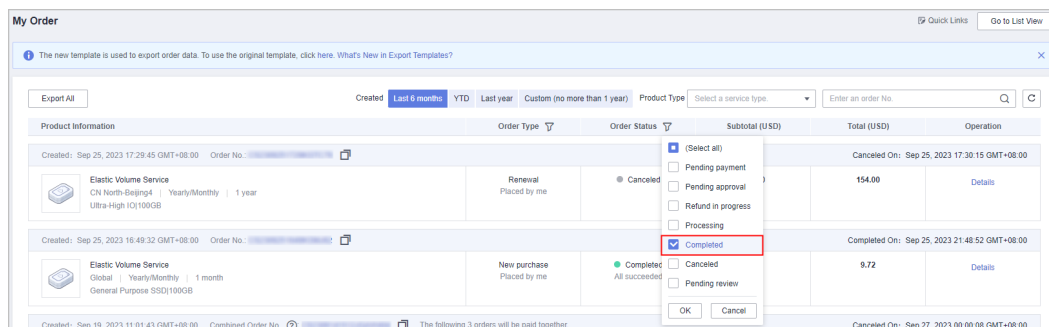 My Order
Quick Links
Go to List View
The new template is used to export order data. To use the original template, click here. What's New in Export Templates?
Export All
Created Last 6 months YTD Last year Custom (no more than 1 year) Product Type Select a service type. Enter an order No.
Product Information Order Type Order Status Subtotal (USD) Total (USD) Operation
(Select all)
Pending payment
Pending approval
Refund in progress
Processing
Completed
Canceled
Pending review
OK Cancel
Created: Sep 25, 2023 17:29:45 GMT+08:00 Order No.: Canceled On: Sep 25, 2023 17:30:15 GMT+08:00
Elastic Volume Service
CN North-Beijing4 | Yearly/Monthly | 1 year
Ultra-High IO|100GB
Renewal
Placed by me
Canceled
154.00
Details
Created: Sep 25, 2023 16:49:32 GMT+08:00 Order No.: Completed On: Sep 25, 2023 21:48:52 GMT+08:00
Elastic Volume Service
Global | Yearly/Monthly | 1 month
General Purpose SSD|100GB
New purchase
Placed by me
Completed
All succeeded
9.72
Details
Created: Sep 19, 2023 11:01:43 GMT+08:00 Combined Order No. The following 3 orders will be paid together Canceled On: Sep 27, 2023 00:00:08 GMT+08:00